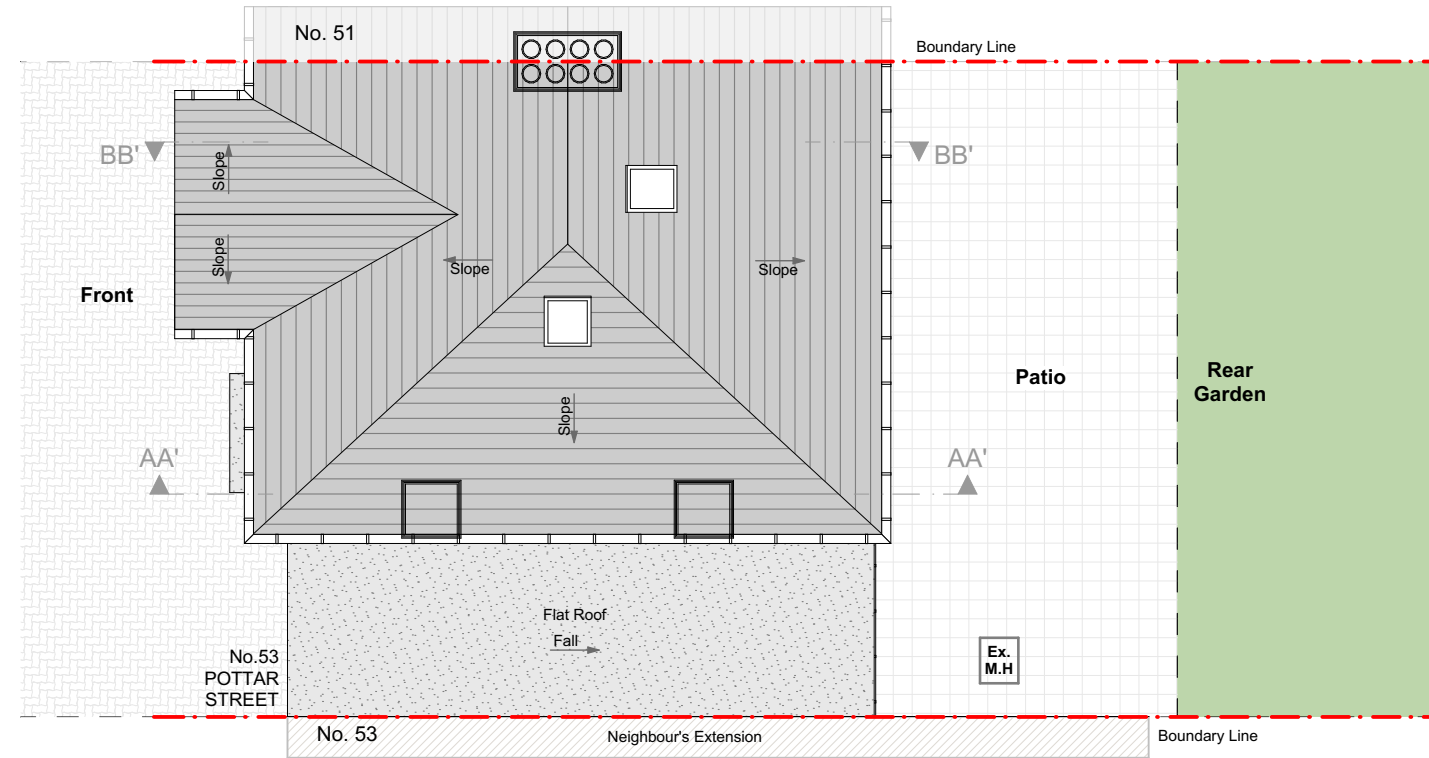 No. 51
Boundary Line
BB'
BB'
Slope
Slope
Slope
Slope
Front
Patio
Rear
Garden
Slope
AA'
AA'
Flat Roof
Fall
Ex.
M.H
No.53
POTTAR
STREET
No. 53
Neighbour's Extension
Boundary Line